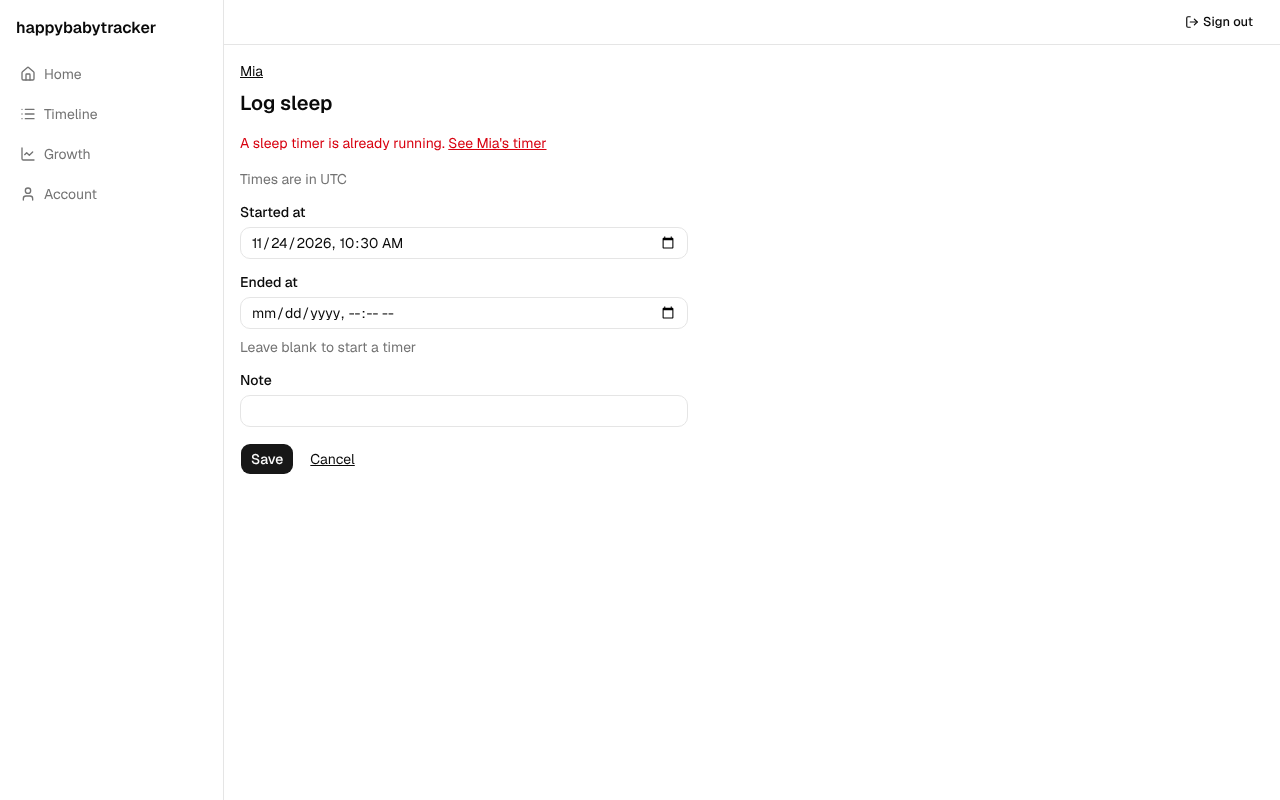 happybabytracker
Sign out
Home
Timeline
Growth
Account
Mia
Log sleep
A sleep timer is already running. See Mia's timer
Times are in UTC
Started at
11/24/2026, 10:30 AM
Ended at
mm/dd/yyyy, --:-- --
Leave blank to start a timer
Note
Save
Cancel